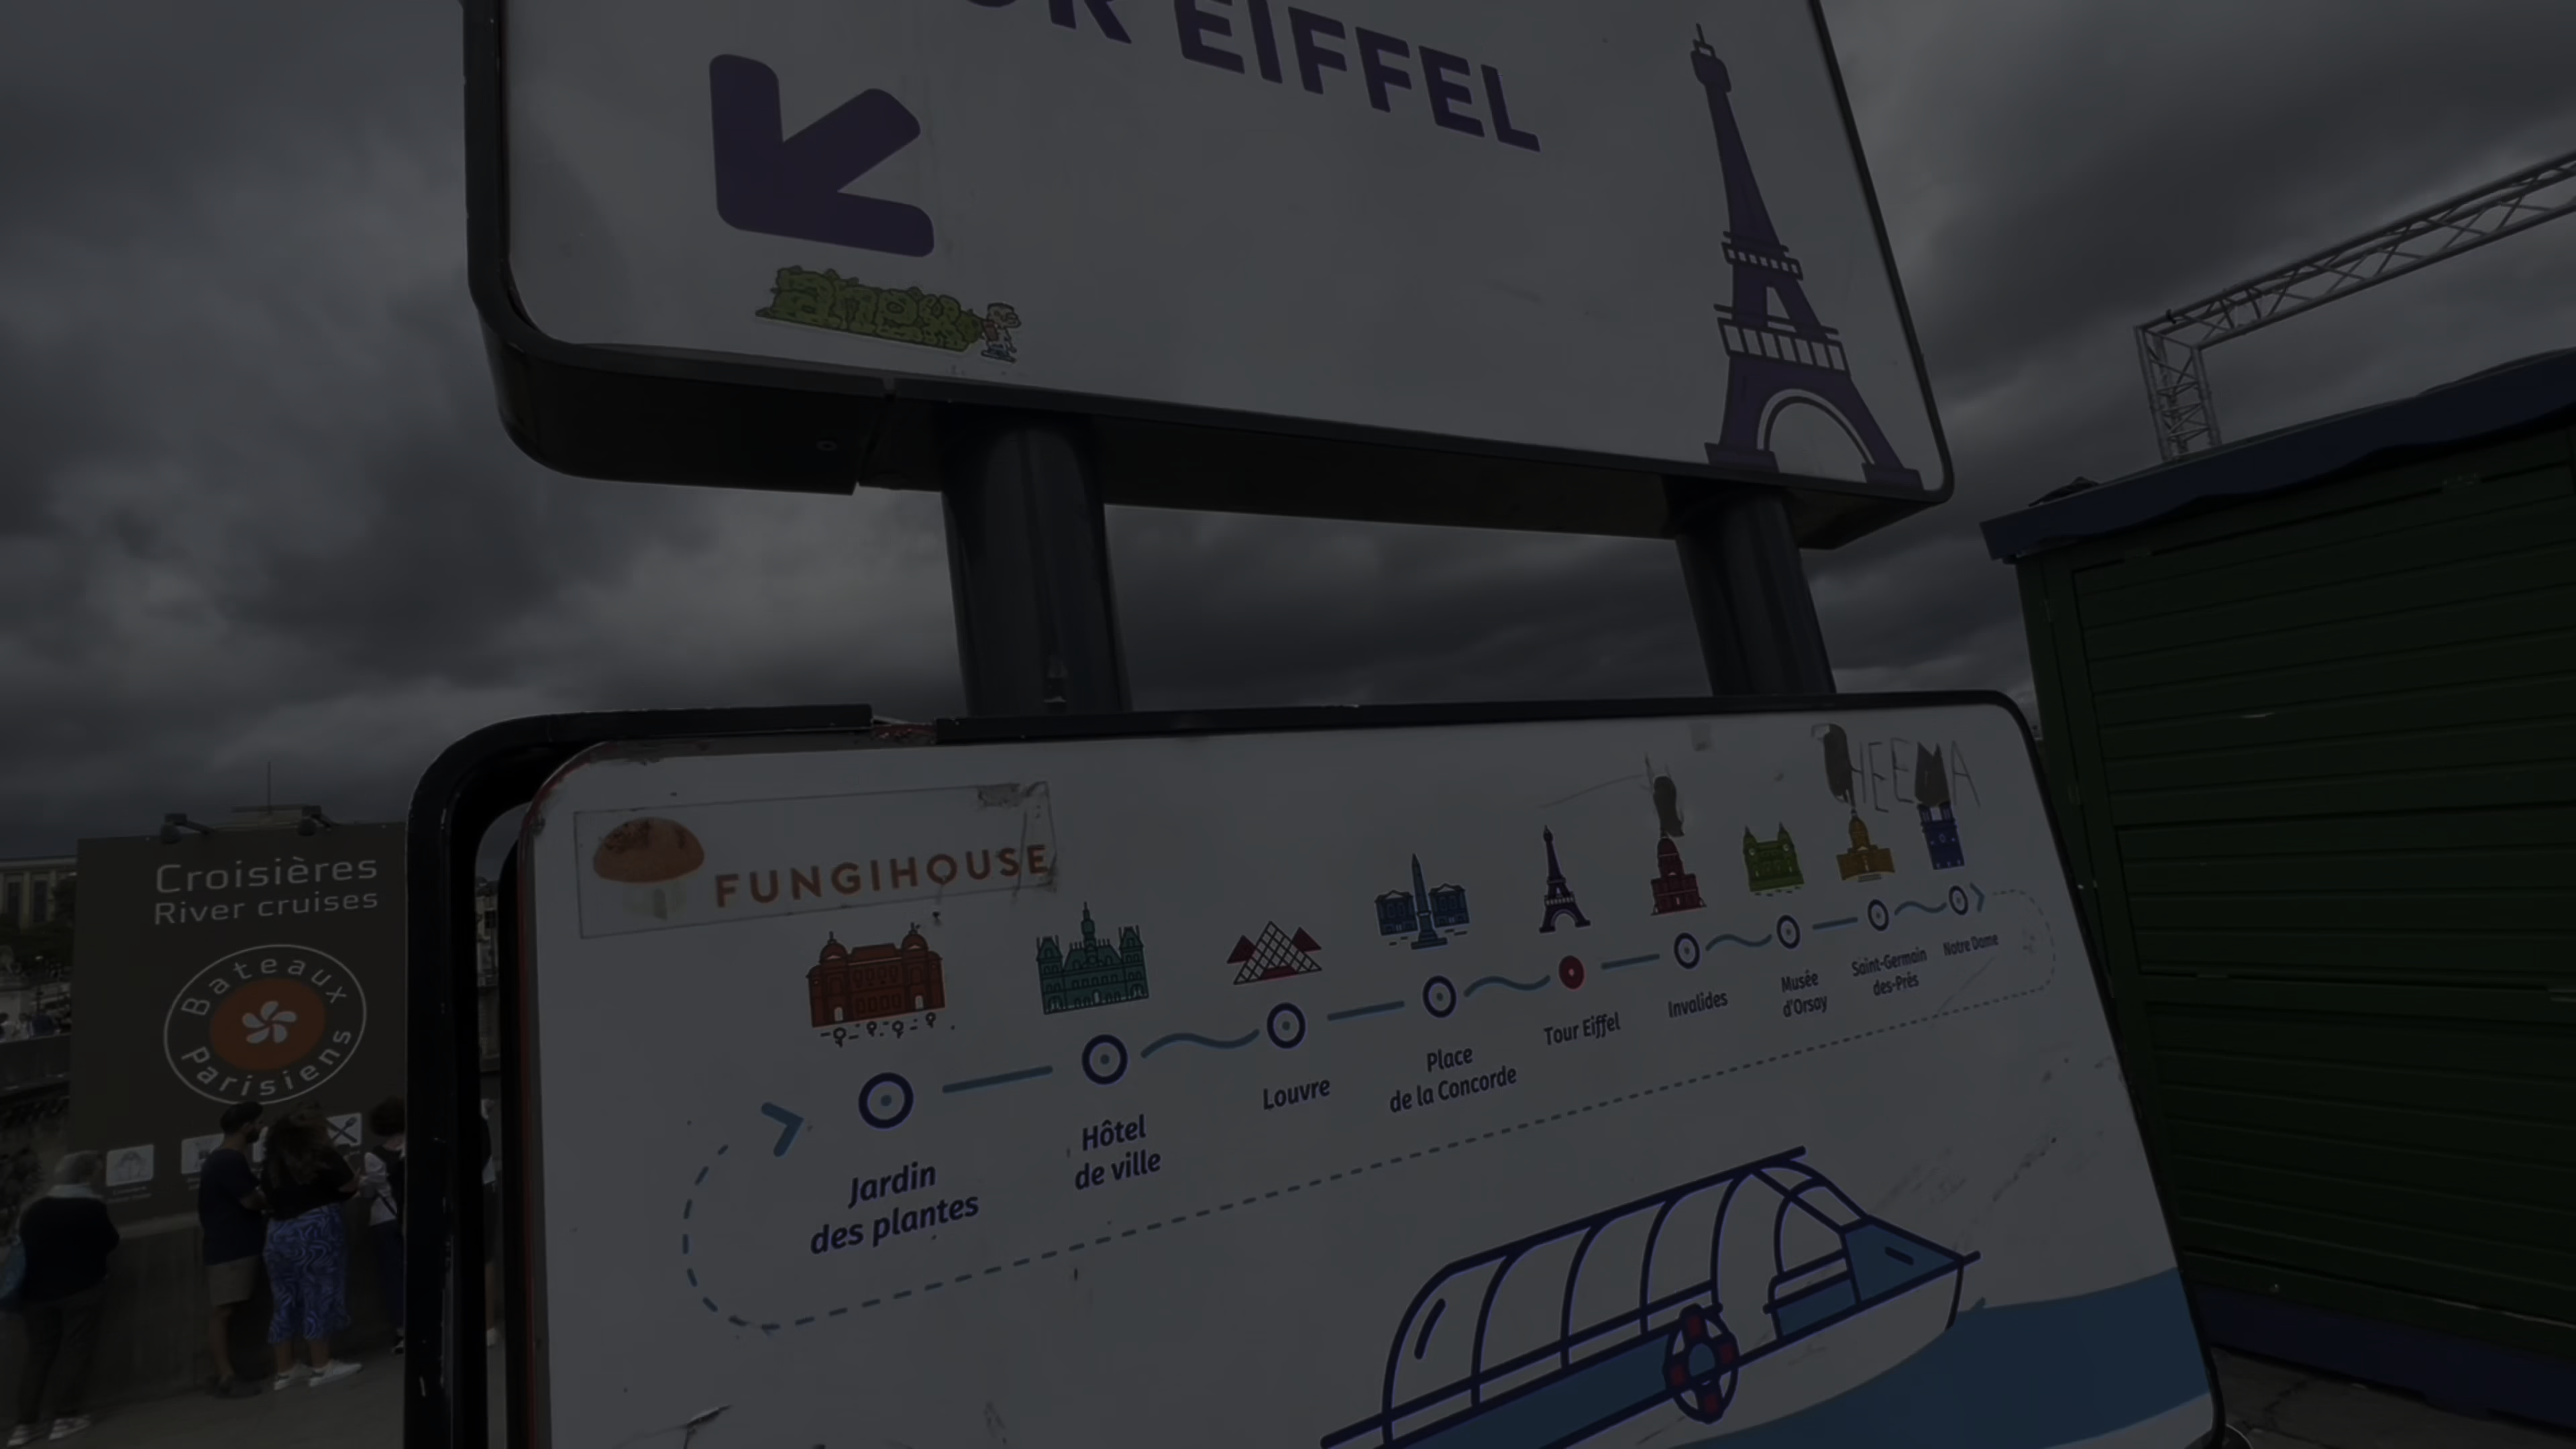 EIFFEL
FUNGIHOUSE
HEEMA
Jardin
des plantes
Hôtel
de ville
Louvre
Place
de la Concorde
Tour Eiffel
Invalides
Musée
d'Orsay
Saint-Germain
des-Prés
Notre Dame
Croisières
River cruises
Bateaux
Parisiens